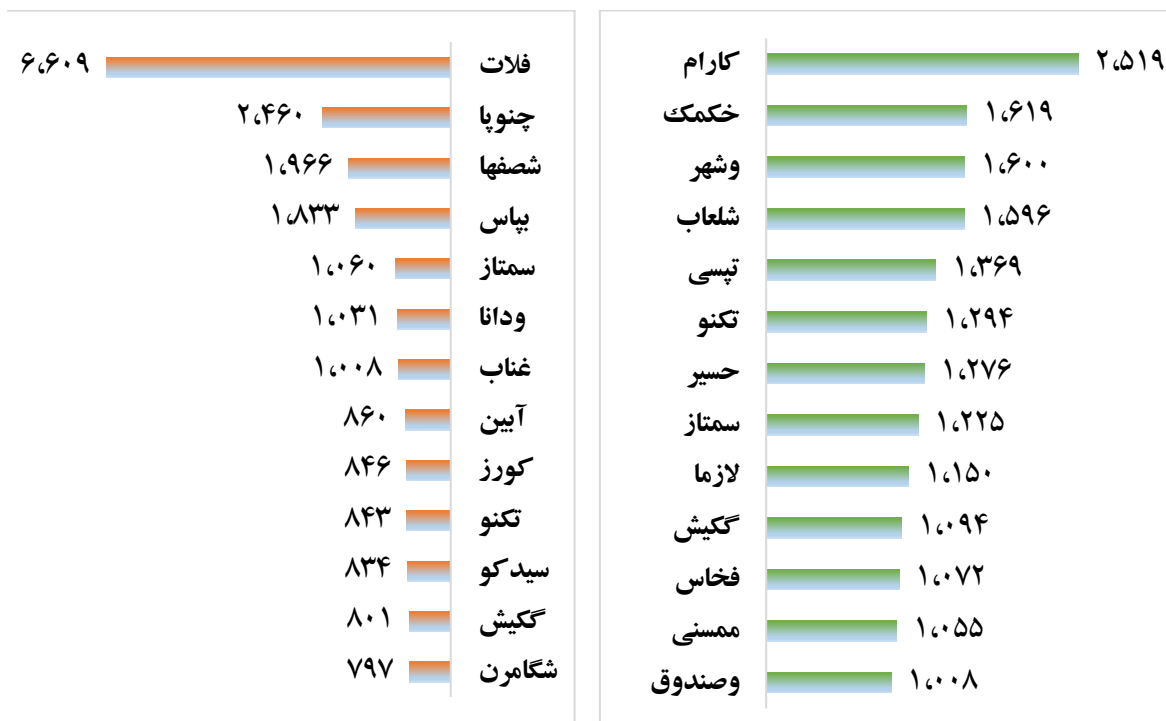 کارام ۲،۵۱۹
خکمک ۱،۶۱۹
وشهر ۱،۶۰۰
شلعاب ۱،۵۹۶
تپسی ۱،۳۶۹
تکنو ۱،۲۹۴
حسیر ۱،۲۷۶
سمتاز ۱،۲۲۵
لازما ۱،۱۵۰
گکیش ۱،۰۹۴
فخاس ۱،۰۷۲
ممسنی ۱،۰۵۵
وصندوق ۱،۰۰۸
فلات ۶،۶۰۹
چنوپا ۲،۴۶۰
شصفها ۱،۹۶۶
بپاس ۱،۸۳۳
سمتاز ۱،۰۶۰
ودانا ۱،۰۳۱
غناب ۱،۰۰۸
آبین ۸۶۰
کورز ۸۴۶
تکنو ۸۴۳
سیدکو ۸۳۴
گکیش ۸۰۱
شگامرن ۷۹۷